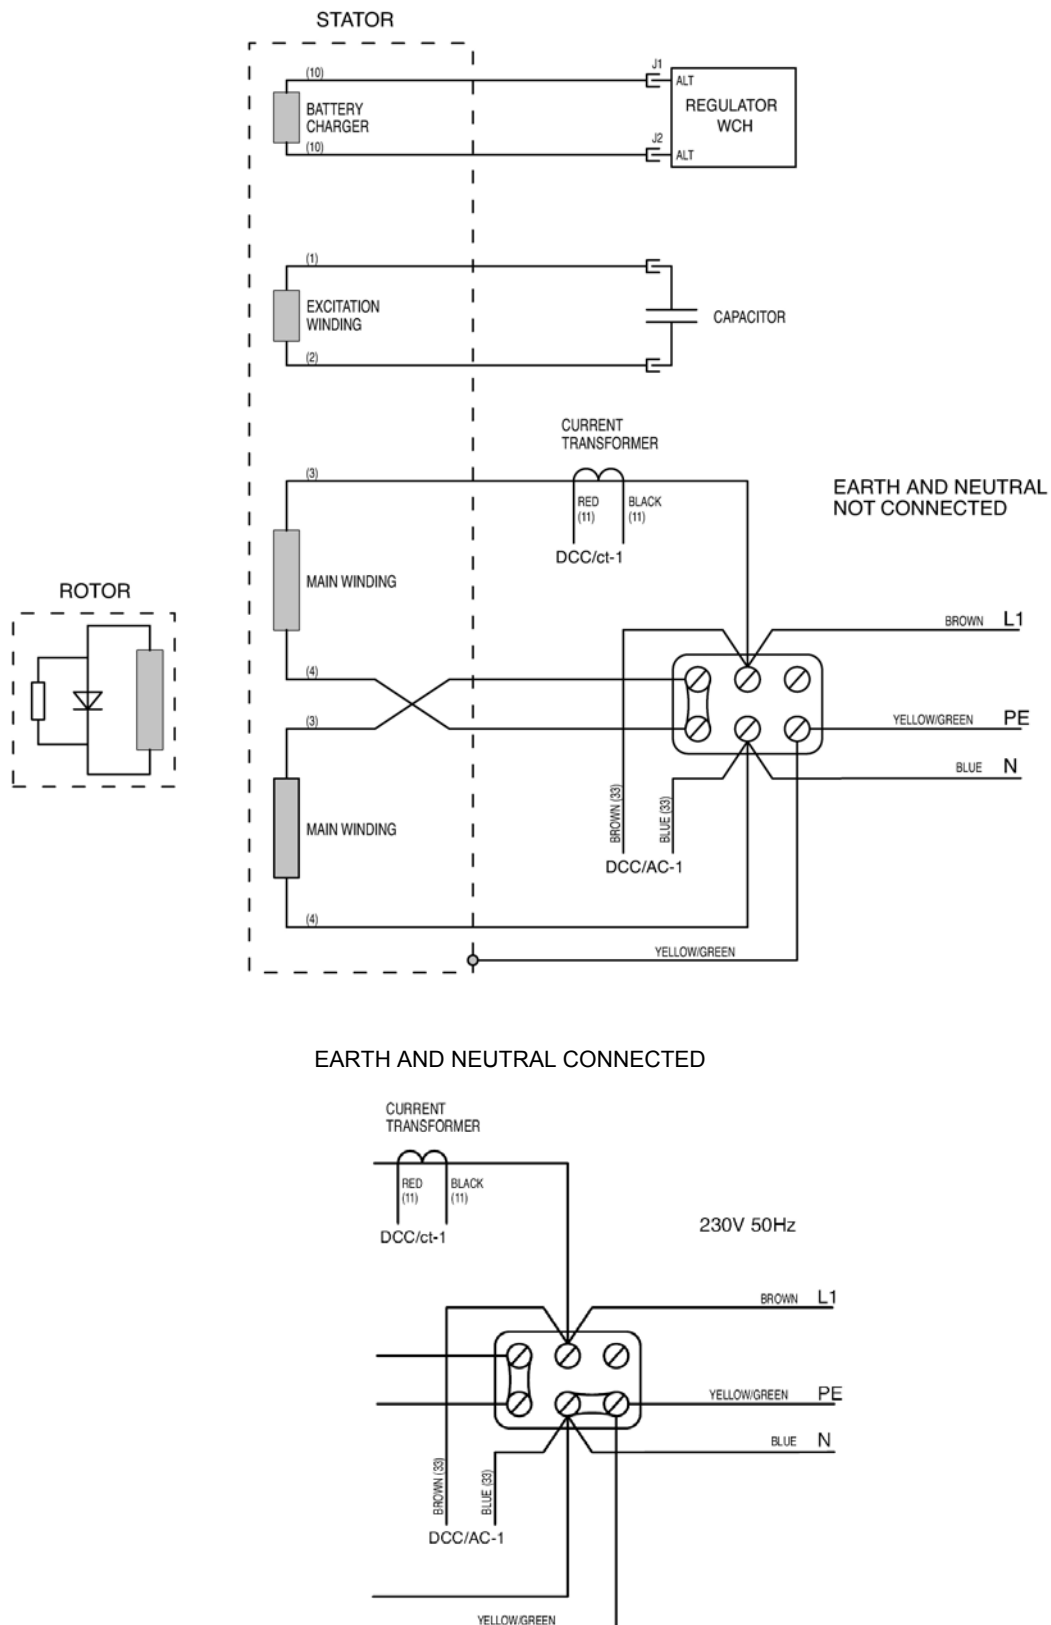 STATOR
(10)
J1
ALT
BATTERY
CHARGER
REGULATOR
WCH
(10)
J2
ALT
(1)
EXCITATION
WINDING
CAPACITOR
(2)
CURRENT
TRANSFORMER
(3)
RED
(11)
BLACK
(11)
DCC/ct-1
EARTH AND NEUTRAL
NOT CONNECTED
MAIN WINDING
ROTOR
BROWN L1
(4)
(3)
YELLOW/GREEN PE
BLUE N
MAIN WINDING
BROWN (33)
BLUE (33)
DCC/AC-1
(4)
YELLOW/GREEN
EARTH AND NEUTRAL CONNECTED
CURRENT
TRANSFORMER
RED
(11)
BLACK
(11)
DCC/ct-1
230V 50Hz
BROWN L1
YELLOW/GREEN PE
BLUE N
BROWN (33)
BLUE (33)
DCC/AC-1
YELLOW/GREEN